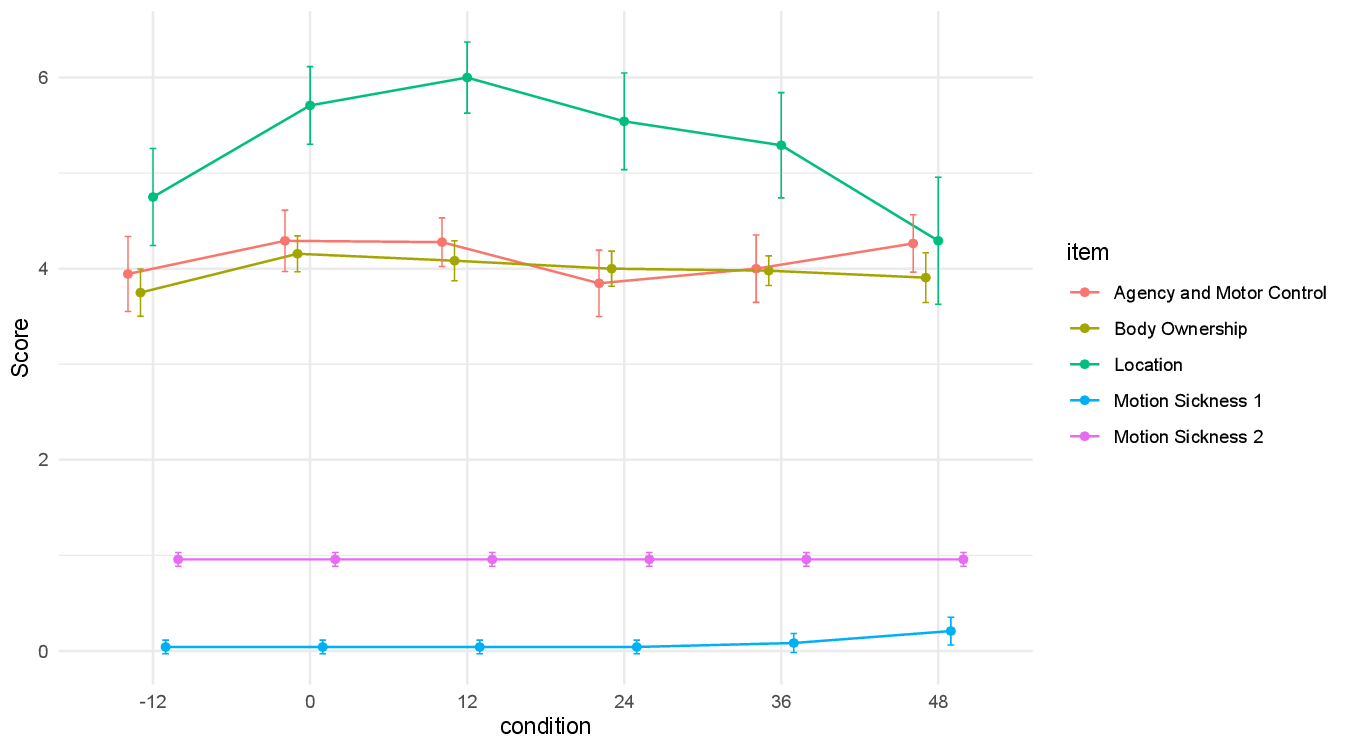 6
4
2
0
Score
-12 0 12 24 36 48
condition
item
Agency and Motor Control
Body Ownership
Location
Motion Sickness 1
Motion Sickness 2